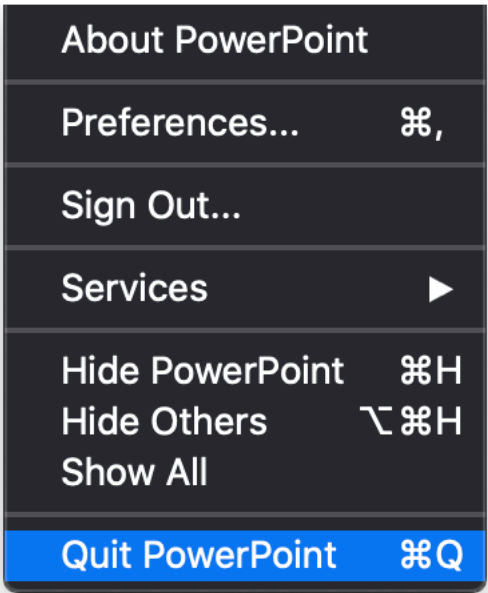 About PowerPoint
Preferences... ⌘,
Sign Out...
Services ▶
Hide PowerPoint ⌘H
Hide Others ⌥⌘H
Show All
Quit PowerPoint ⌘Q